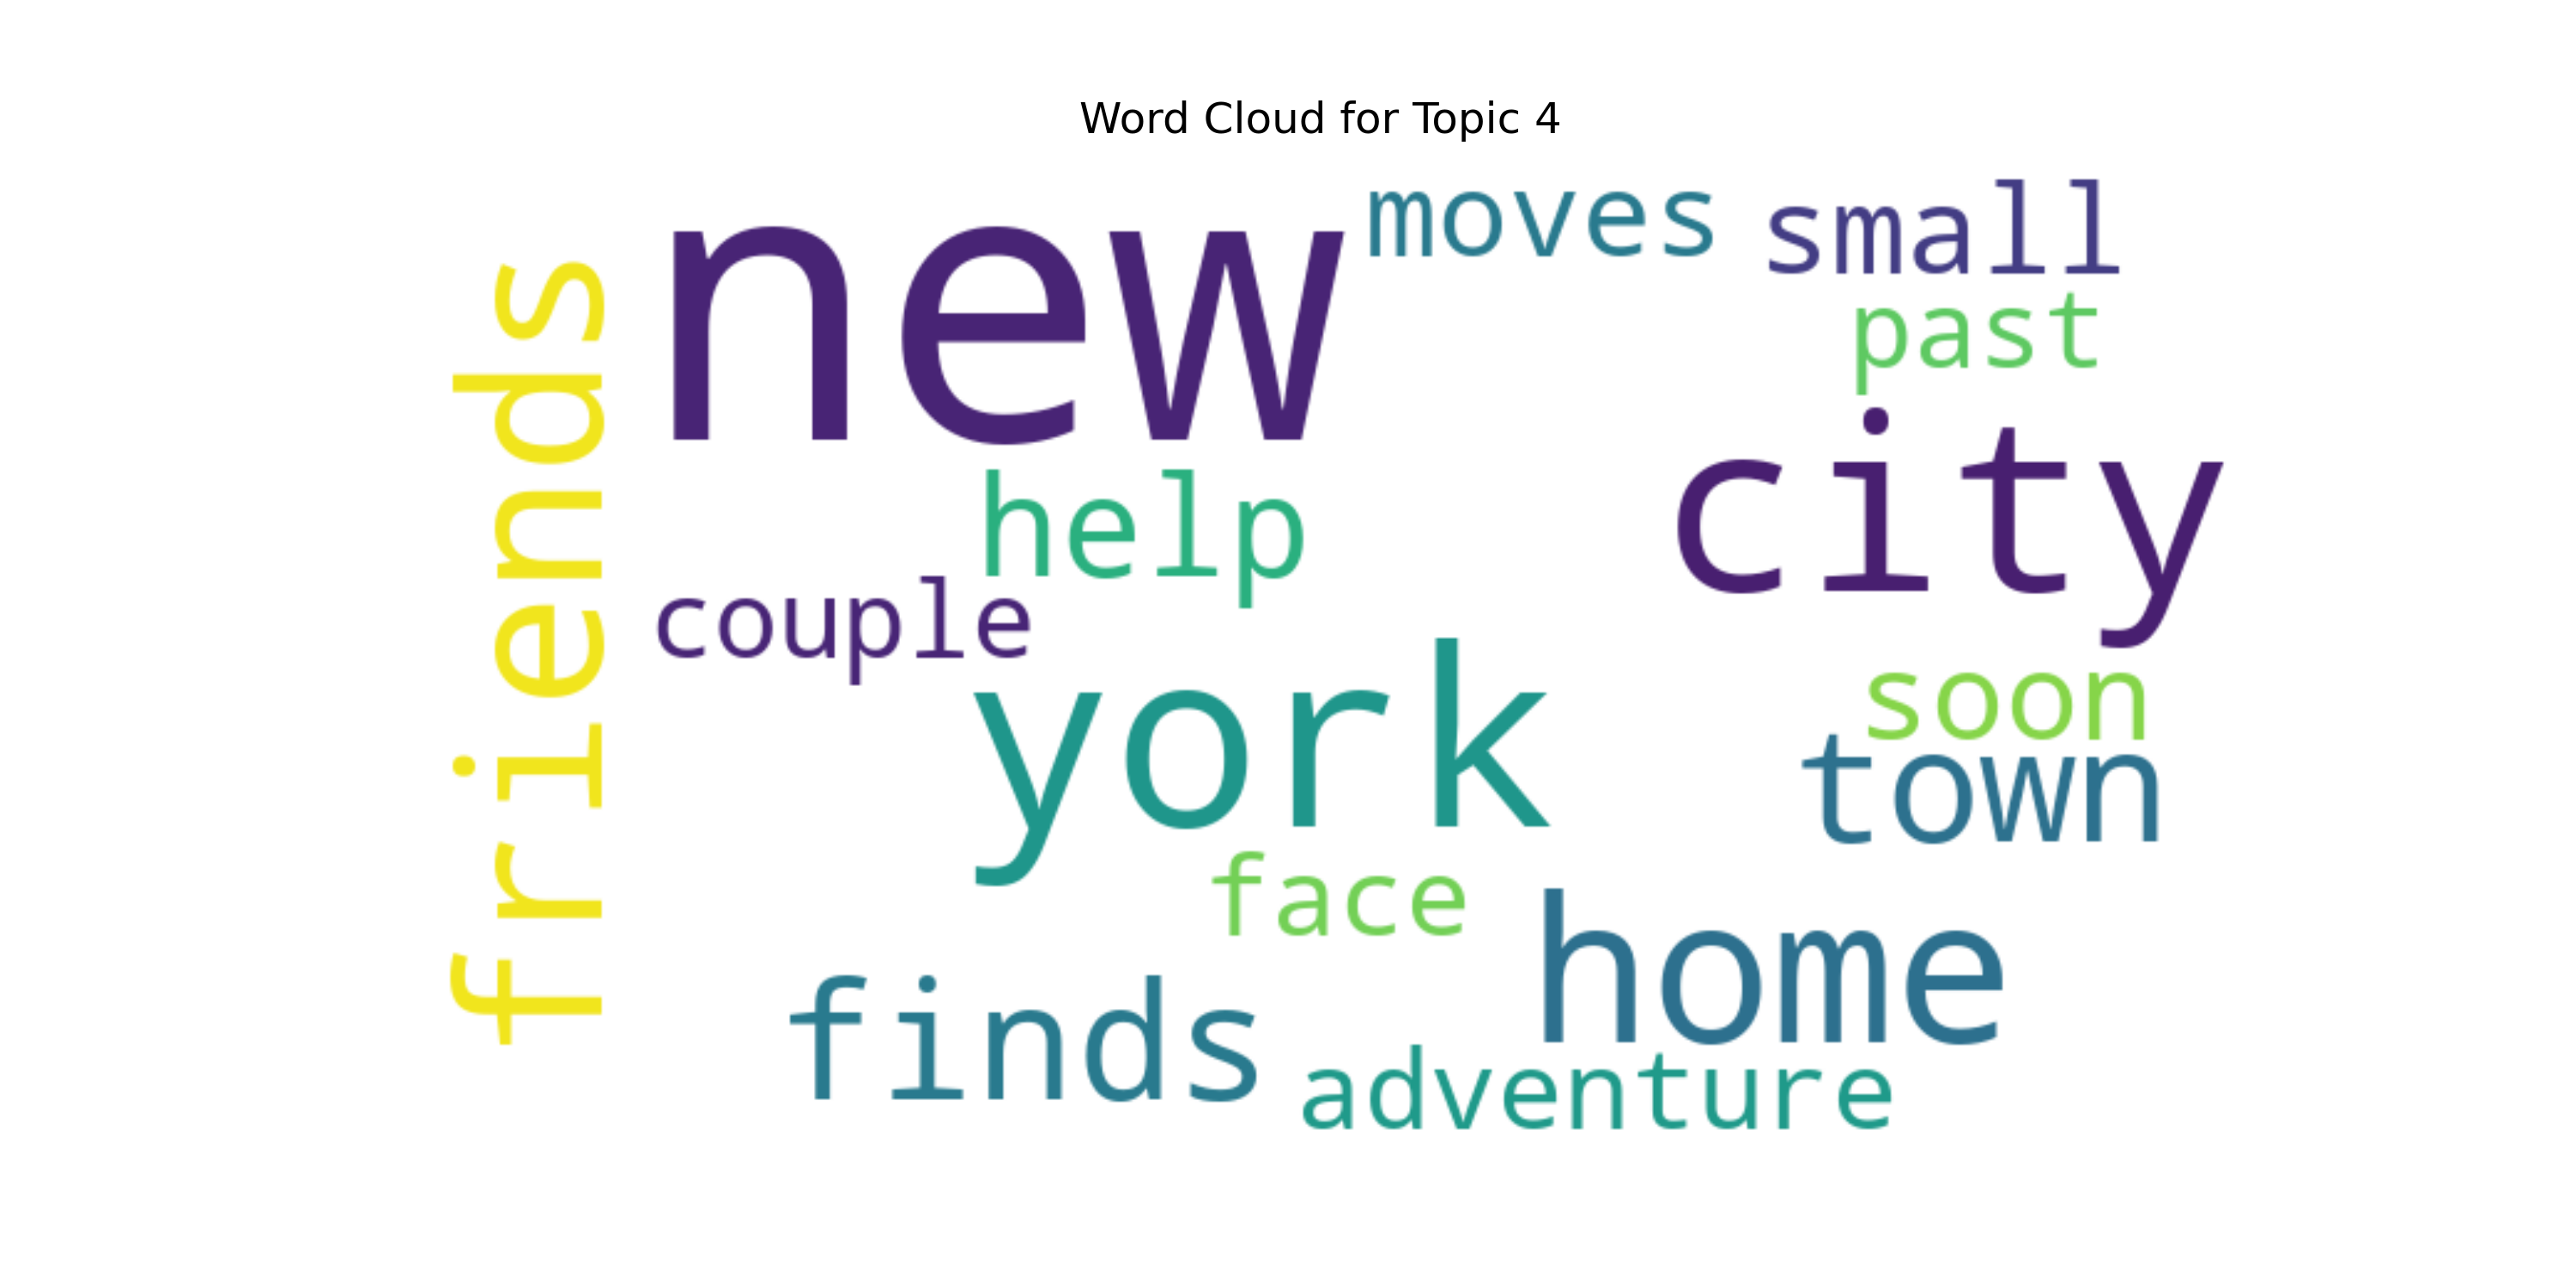 Word Cloud for Topic 4
friends
new
moves
small
past
city
help
couple
york
soon
town
face
home
finds
adventure